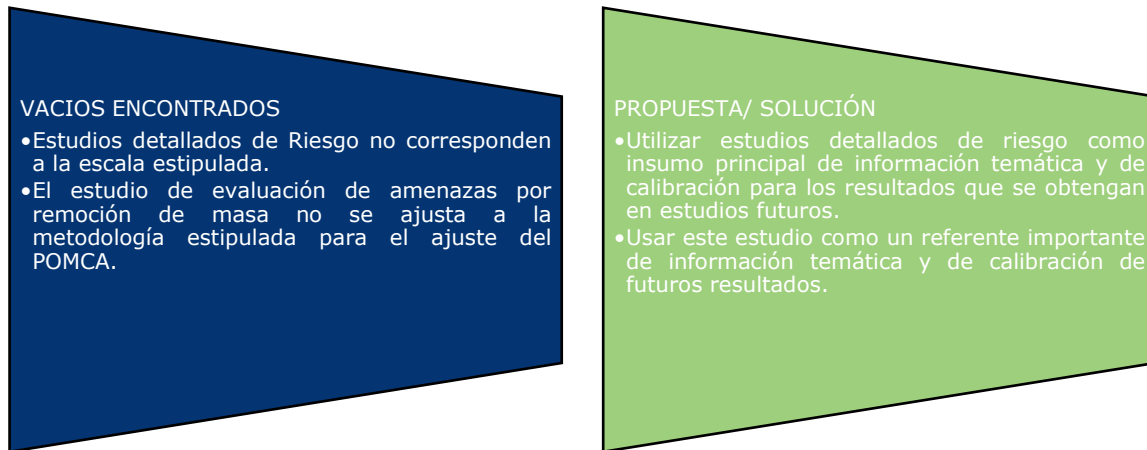 VACIOS ENCONTRADOS
•Estudios detallados de Riesgo no corresponden
a la escala estipulada.
•El estudio de evaluación de amenazas por
remoción de masa no se ajusta a la
metodología estipulada para el ajuste del
POMCA.
PROPUESTA/ SOLUCIÓN
•Utilizar estudios detallados de riesgo como
insumo principal de información temática y de
calibración para los resultados que se obtengan
en estudios futuros.
•Usar este estudio como un referente importante
de información temática y de calibración de
futuros resultados.